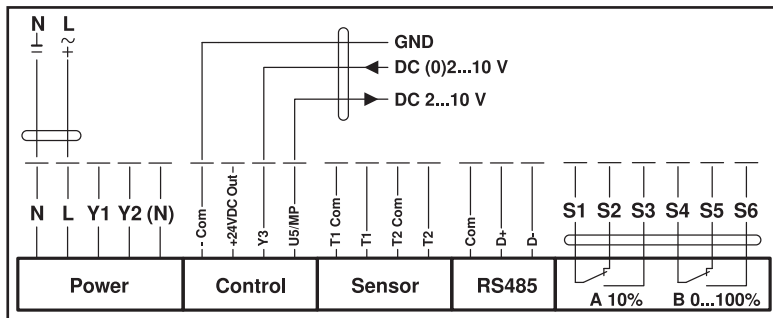 N L
GND
DC (0)2...10 V
DC 2...10 V
N L Y1 Y2 (N)
- Com
+24VDC Out
Y3
U5/MP
T1 Com
T1
T2 Com
T2
Com
D+
D-
S1 S2 S3 S4 S5 S6
A 10% B 0...100%
Power Control Sensor RS485